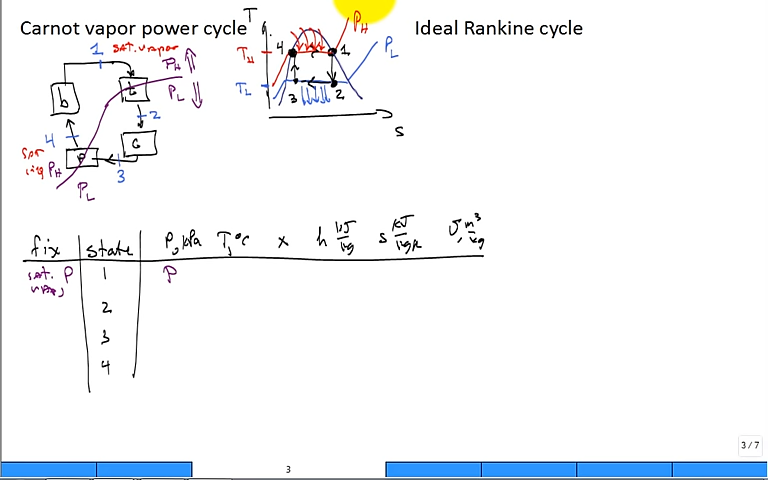 Carnot vapor power cycle
Ideal Rankine cycle
T
P_H
P_L
T_H
T_L
4
1
3
2
s
1
sat. vapor
P_H
P_L
b
t
2
c
3
P
4
sat
liq
P_H
P_L
fix state P, kPa T, °C x h kJ/kg s kJ/kgK v, m³/kg
sat. P 1 P
vap,
2
3
4
3
3 / 7